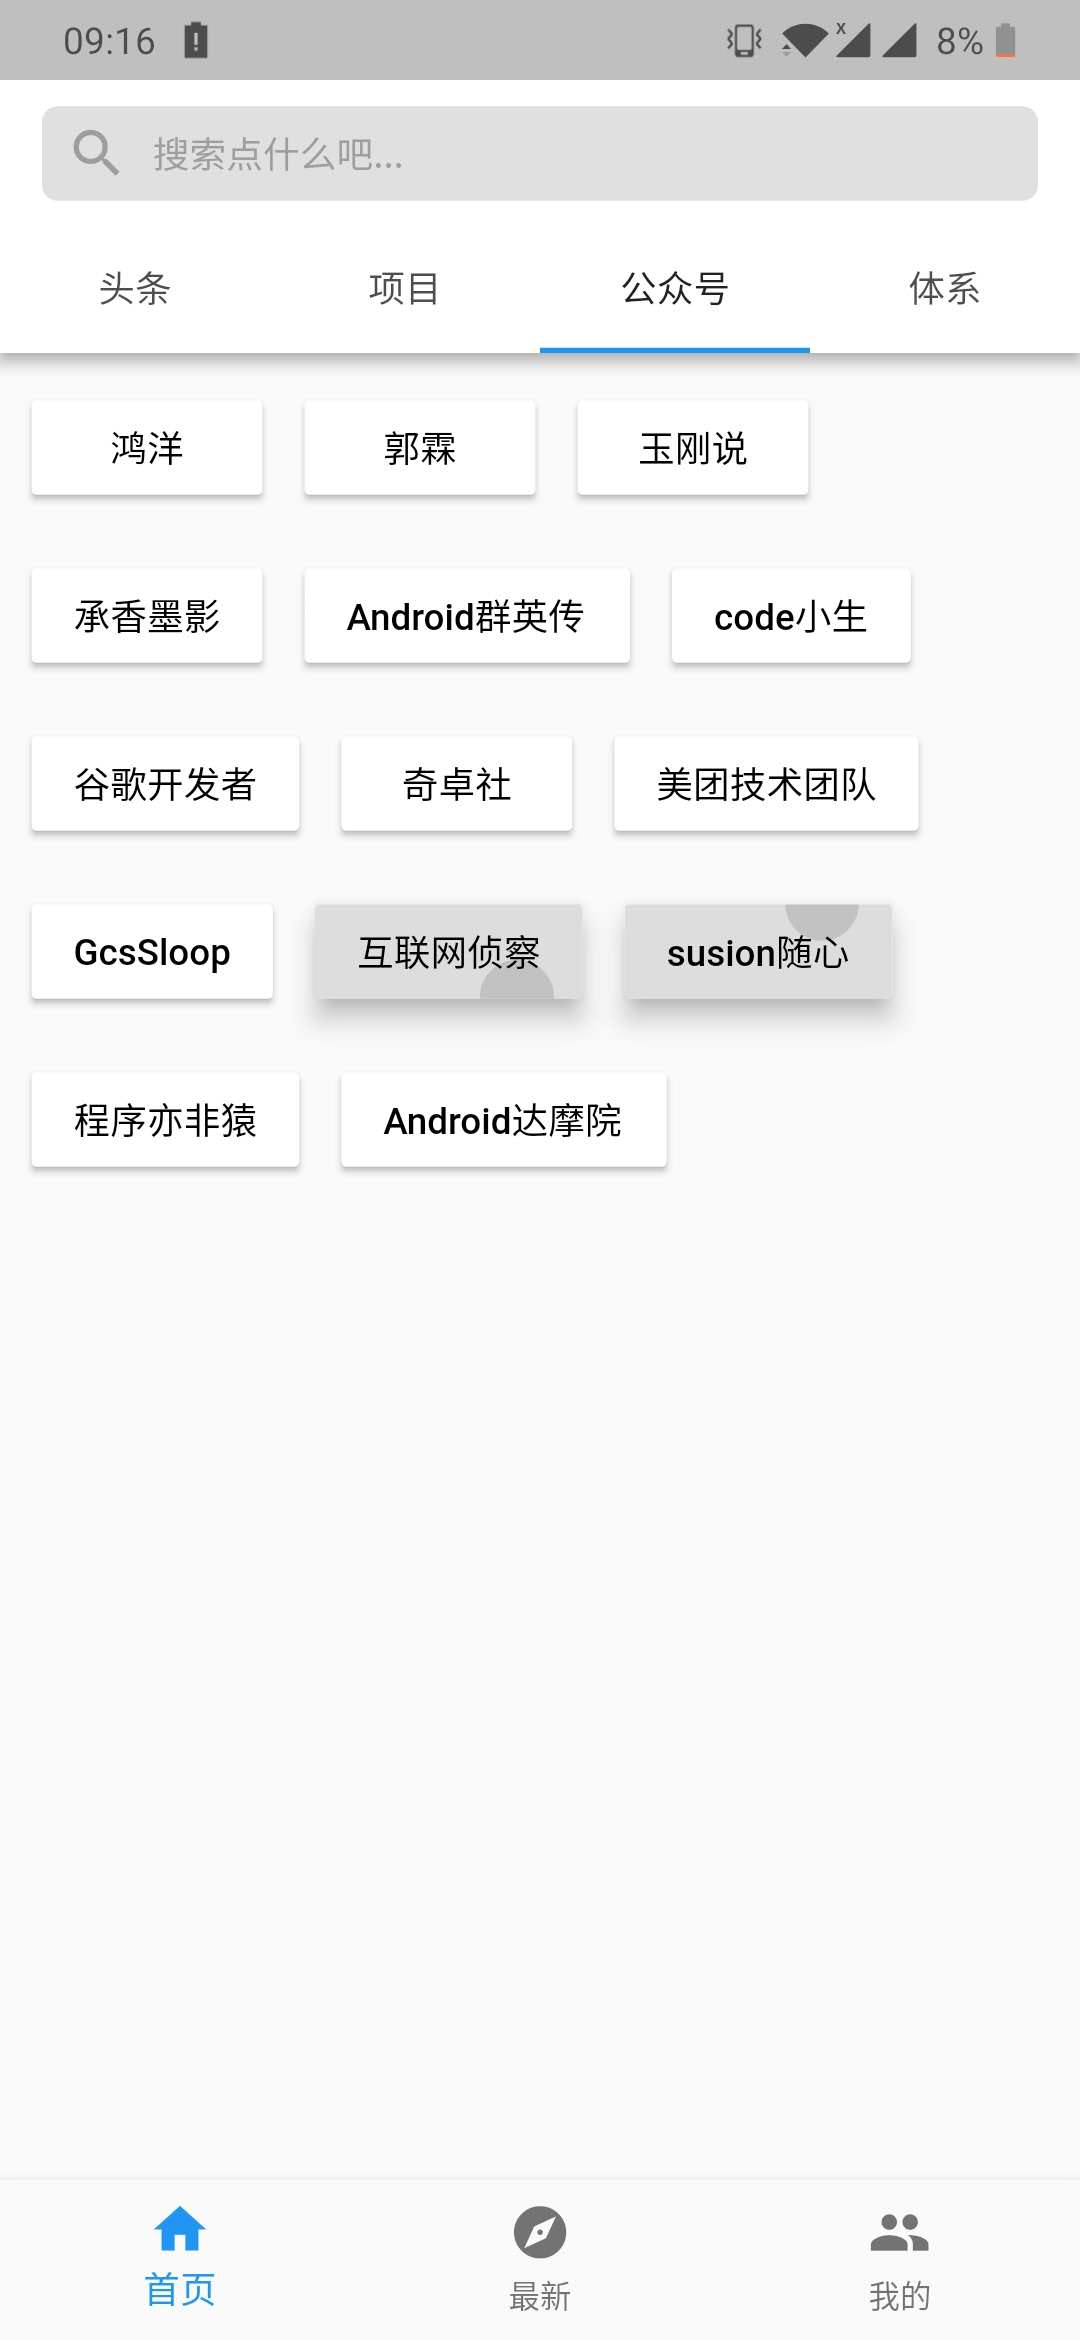 09:16 8%
搜索点什么吧...
头条 项目 公众号 体系
鸿洋 郭霖 玉刚说
承香墨影 Android群英传 code小生
谷歌开发者 奇卓社 美团技术团队
GcsSloop 互联网侦察 susion随心
程序亦非猿 Android达摩院
首页 最新 我的